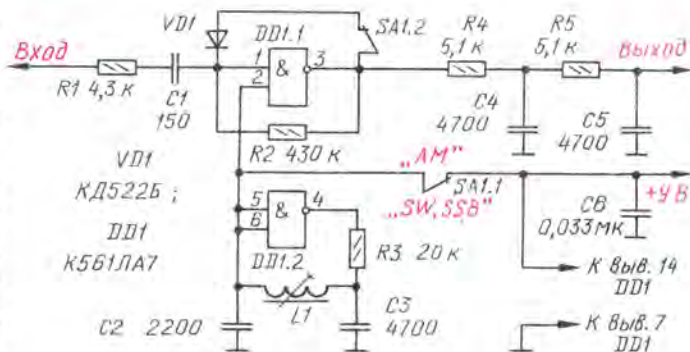 VD1
DD1.1
SA1.2
R4
5,1 к
R5
5,1 к
Вход
Выход
1
2
&
3
R1 4,3 к
C1
150
C4
4700
C5
4700
R2 430 к
VD1
КД522Б ;
DD1
К561ЛА7
„АМ"
SA1.1
„SW, SSB"
+9 В
C6
0,033 мк
5
6
&
4
DD1.2
R3 20 к
К выв. 14
DD1
L1
C2 2200
C3
4700
К выв. 7
DD1